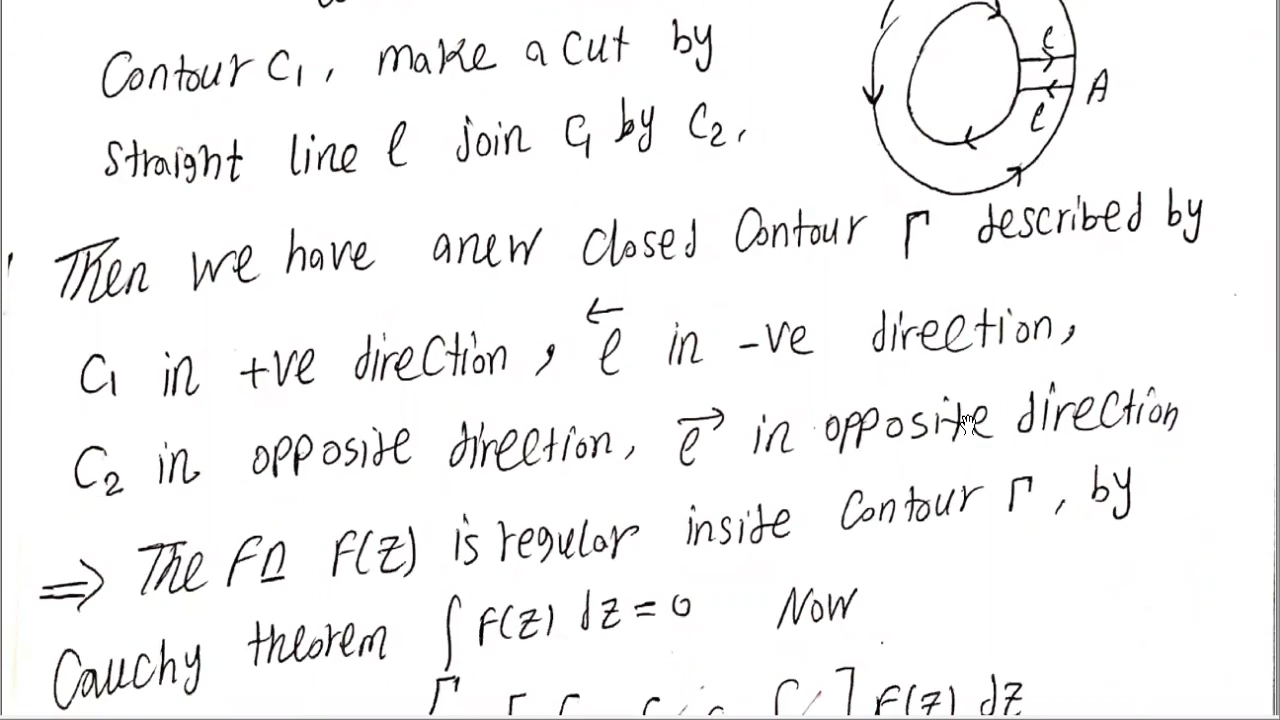 Contour C₁, make a cut by
Straight line l join C₁ by C₂.
l
l
A
Then we have a new closed Contour Γ described by
C₁ in +ve direction, ←l in -ve direction,
C₂ in opposite direction, →l in opposite direction
⇒ The Fn F(Z) is regular inside Contour Γ, by
Cauchy theorem ∫Γ F(Z) dZ = 0 Now
F(Z) dZ